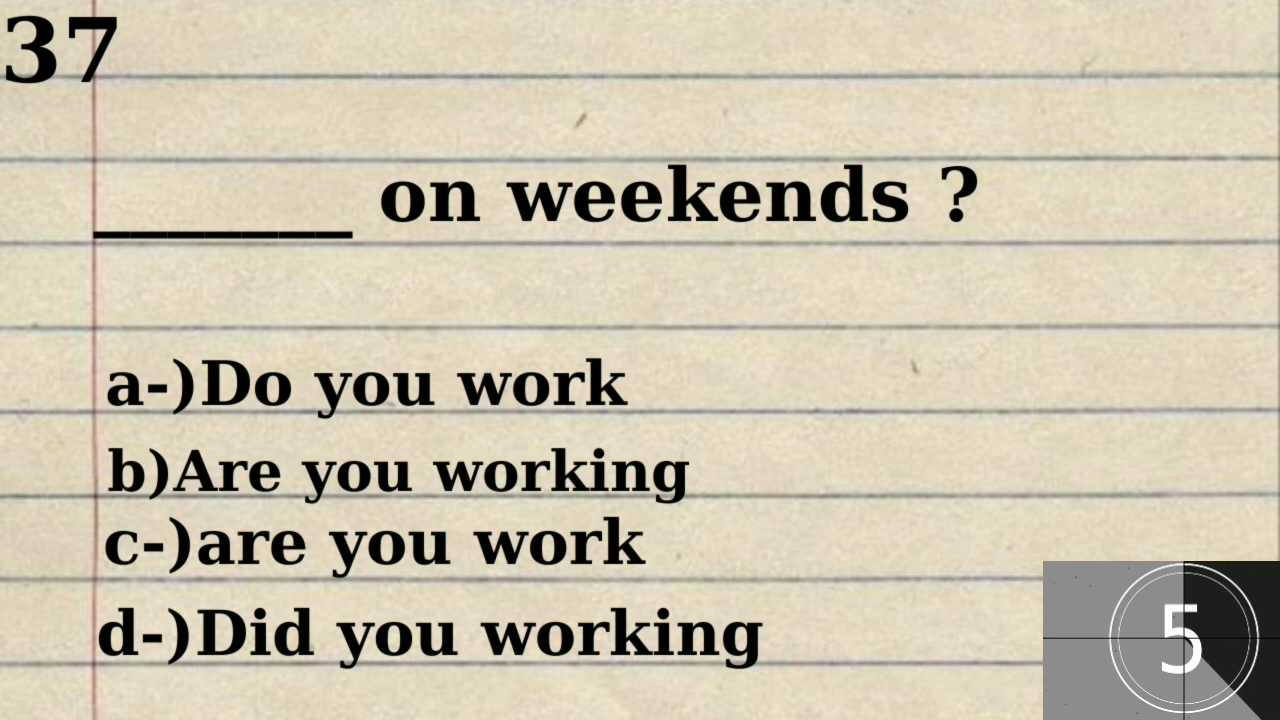 37
_______ on weekends ?
a-)Do you work
b)Are you working
c-)are you work
d-)Did you working
5